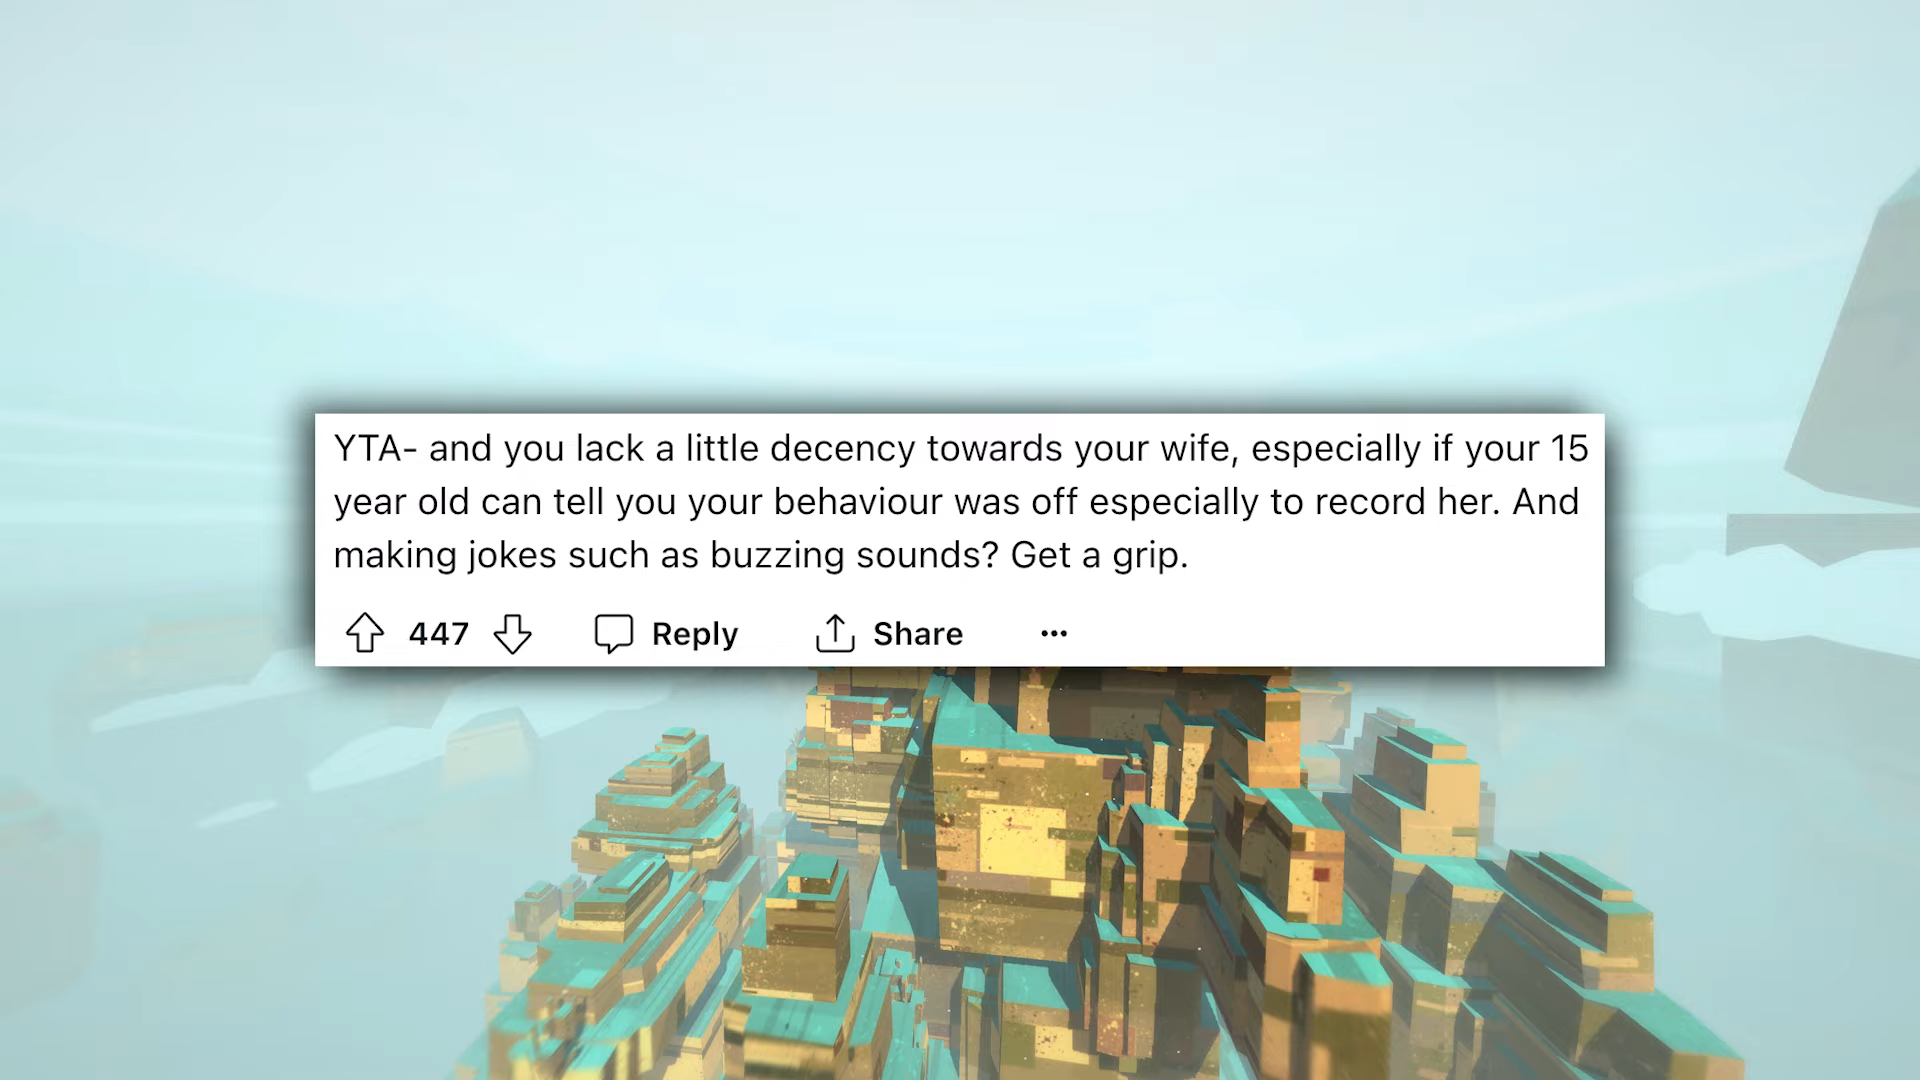 YTA- and you lack a little decency towards your wife, especially if your 15
year old can tell you your behaviour was off especially to record her. And
making jokes such as buzzing sounds? Get a grip.
447 Reply Share ...